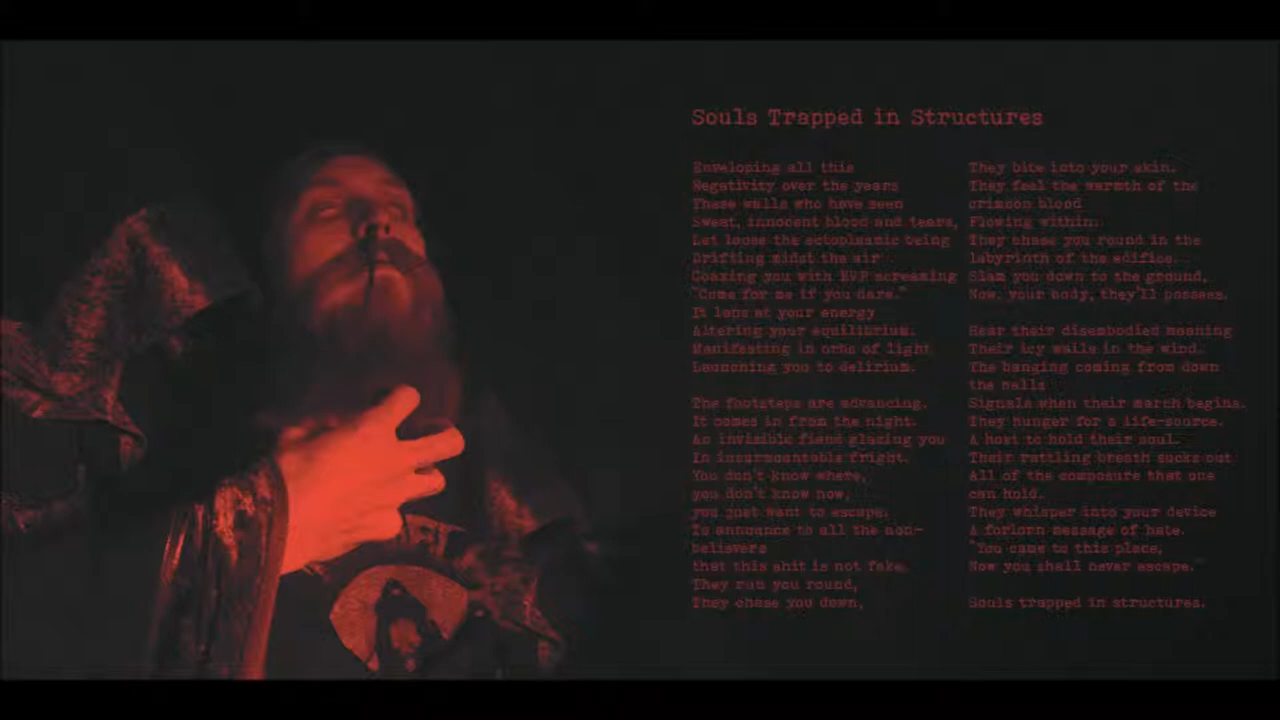 Souls Trapped in Structures
Enveloping all this
Negativity over the years
These walls who have seen
Sweat, innocent blood and tears,
Let loose the ectoplasmic being
Drifting midst the air
Coaxing you with EVP screaming
"Come for me if you dare."
It laps at your energy
Altering your equilibrium.
Manifesting in orbs of light
Launching you to delirium.
The footsteps are advancing.
It comes in from the night.
An invisible fiend glazing you
In insurmountable fright.
You don't know where,
you don't know now,
you just want to escape.
To announce to all the non-
believers
that this shit is not fake.
They run you round,
They chase you down,
They bite into your skin.
They feel the warmth of the
crimson blood
Flowing within.
They chase you round in the
labyrinth of the edifice.
Slam you down to the ground,
Now, your body, they'll possess.
Hear their disembodied moaning
Their icy wails in the wind.
The banging coming from down
the halls
Signals when their march begins.
They hunger for a life-source.
A host to hold their soul.
Their rattling breath sucks out
All of the composure that one
can hold.
They whisper into your device
A forlorn message of hate.
"You came to this place,
Now you shall never escape."
Souls trapped in structures.